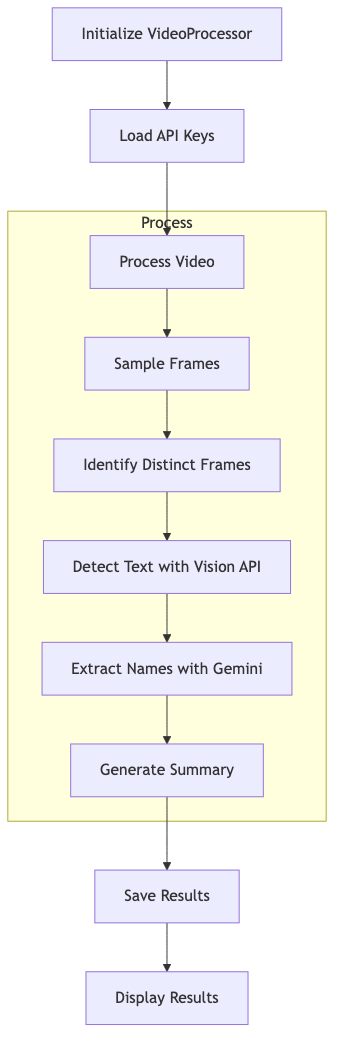 Initialize VideoProcessor
Load API Keys
Process
Process Video
Sample Frames
Identify Distinct Frames
Detect Text with Vision API
Extract Names with Gemini
Generate Summary
Save Results
Display Results